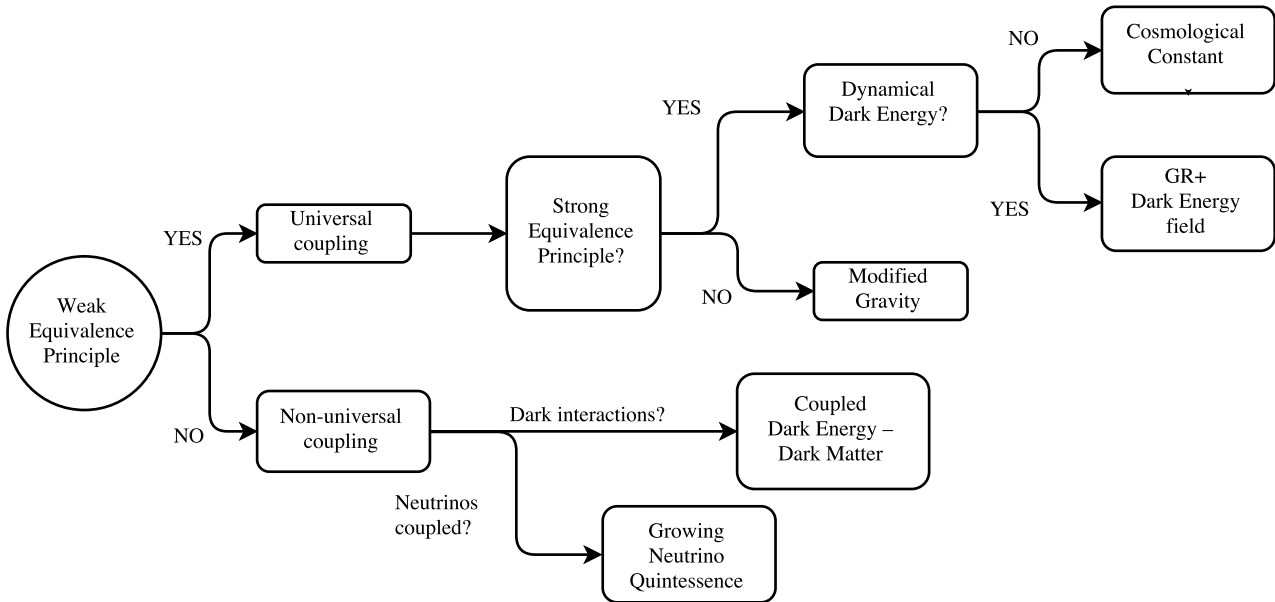 Weak
Equivalence
Principle
YES
NO
Universal
coupling
Non-universal
coupling
Strong
Equivalence
Principle?
YES
NO
Dynamical
Dark Energy?
Modified
Gravity
NO
YES
Cosmological
Constant
GR+
Dark Energy
field
Dark interactions?
Coupled
Dark Energy –
Dark Matter
Neutrinos
coupled?
Growing
Neutrino
Quintessence